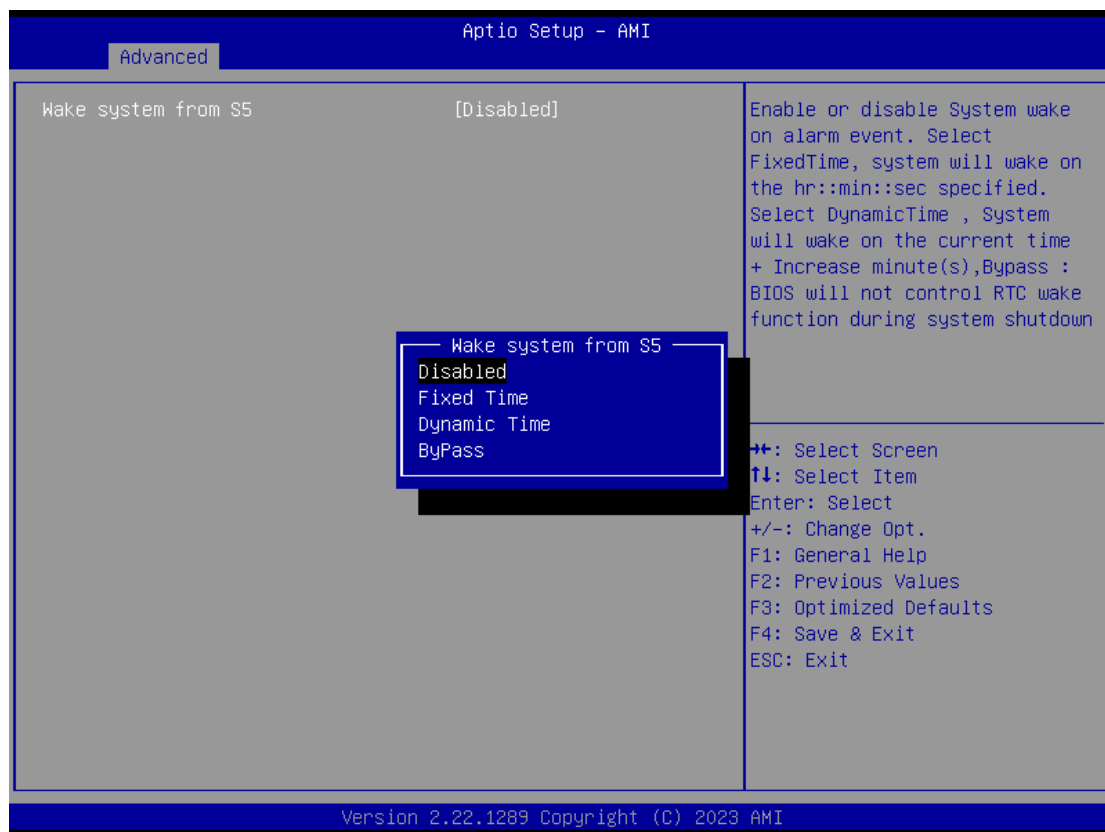 Aptio Setup - AMI
Advanced
Wake system from S5 [Disabled]
Enable or disable System wake
on alarm event. Select
FixedTime, system will wake on
the hr::min::sec specified.
Select DynamicTime , System
will wake on the current time
+ Increase minute(s),Bypass :
BIOS will not control RTC wake
function during system shutdown
Wake system from S5
Disabled
Fixed Time
Dynamic Time
ByPass
→←: Select Screen
↑↓: Select Item
Enter: Select
+/-: Change Opt.
F1: General Help
F2: Previous Values
F3: Optimized Defaults
F4: Save & Exit
ESC: Exit
Version 2.22.1289 Copyright (C) 2023 AMI